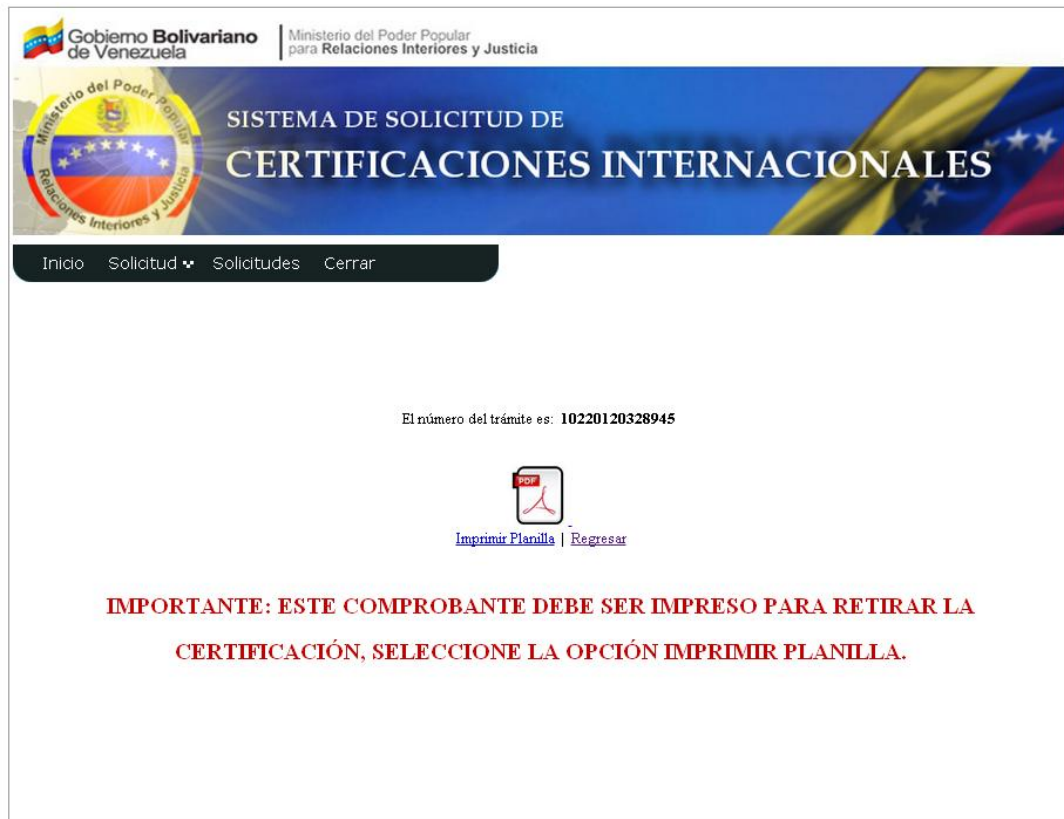 Gobierno Bolivariano
de Venezuela
Ministerio del Poder Popular
para Relaciones Interiores y Justicia
Ministerio del Poder Popular
Relaciones Interiores y Justicia
SISTEMA DE SOLICITUD DE
CERTIFICACIONES INTERNACIONALES
Inicio Solicitud Solicitudes Cerrar
El número del trámite es: 10220120328945
PDF
Imprimir Planilla | Regresar
IMPORTANTE: ESTE COMPROBANTE DEBE SER IMPRESO PARA RETIRAR LA
CERTIFICACIÓN, SELECCIONE LA OPCIÓN IMPRIMIR PLANILLA.